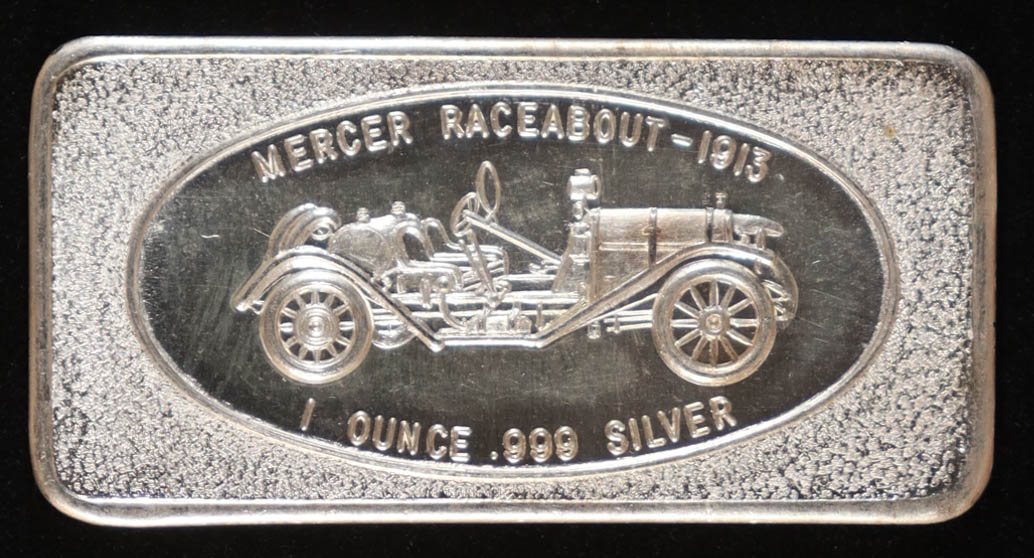 MERCER RACEABOUT-1913
1 OUNCE .999 SILVER